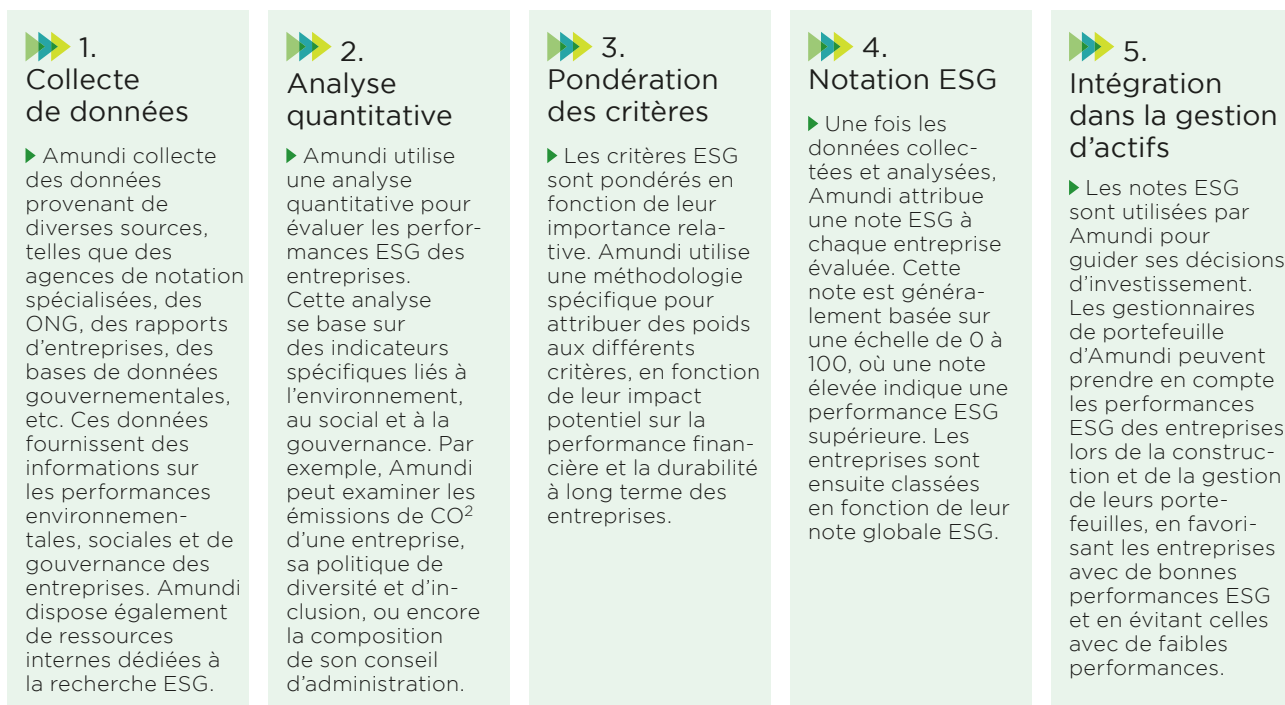 1.
Collecte
de données
Amundi collecte
des données
provenant de
diverses sources,
telles que des
agences de notation
spécialisées, des
ONG, des rapports
d'entreprises, des
bases de données
gouvernementales,
etc. Ces données
fournissent des
informations sur
les performances
environnemen-
tales, sociales et de
gouvernance des
entreprises. Amundi
dispose également
de ressources
internes dédiées à
la recherche ESG.
2.
Analyse
quantitative
Amundi utilise
une analyse
quantitative pour
évaluer les perfor-
mances ESG des
entreprises.
Cette analyse
se base sur
des indicateurs
spécifiques liés à
l'environnement,
au social et à la
gouvernance. Par
exemple, Amundi
peut examiner les
émissions de CO²
d'une entreprise,
sa politique de
diversité et d'in-
clusion, ou encore
la composition
de son conseil
d'administration.
3.
Pondération
des critères
Les critères ESG
sont pondérés en
fonction de leur
importance rela-
tive. Amundi utilise
une méthodologie
spécifique pour
attribuer des poids
aux différents
critères, en fonction
de leur impact
potentiel sur la
performance finan-
cière et la durabilité
à long terme des
entreprises.
4.
Notation ESG
Une fois les
données collec-
tées et analysées,
Amundi attribue
une note ESG à
chaque entreprise
évaluée. Cette
note est généra-
lement basée sur
une échelle de 0 à
100, où une note
élevée indique une
performance ESG
supérieure. Les
entreprises sont
ensuite classées
en fonction de leur
note globale ESG.
5.
Intégration
dans la gestion
d'actifs
Les notes ESG
sont utilisées par
Amundi pour
guider ses décisions
d'investissement.
Les gestionnaires
de portefeuille
d'Amundi peuvent
prendre en compte
les performances
ESG des entreprises
lors de la construc-
tion et de la gestion
de leurs porte-
feuilles, en favori-
sant les entreprises
avec de bonnes
performances ESG
et en évitant celles
avec de faibles
performances.